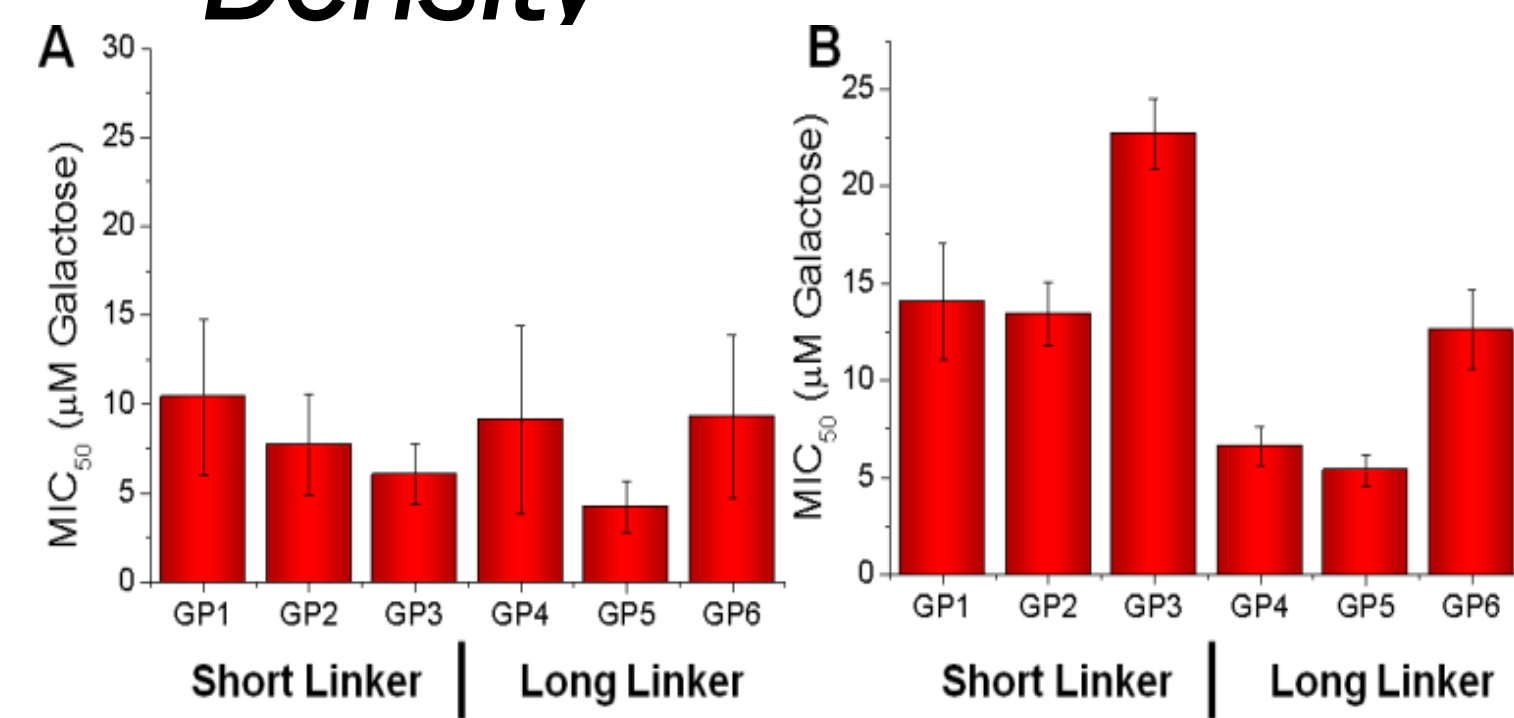 Density
A
30
25
20
15
10
5
0
MIC50 (μM Galactose)
GP1 GP2 GP3 GP4 GP5 GP6
Short Linker | Long Linker
B
25
20
15
10
5
0
MIC50 (μM Galactose)
GP1 GP2 GP3 GP4 GP5 GP6
Short Linker | Long Linker